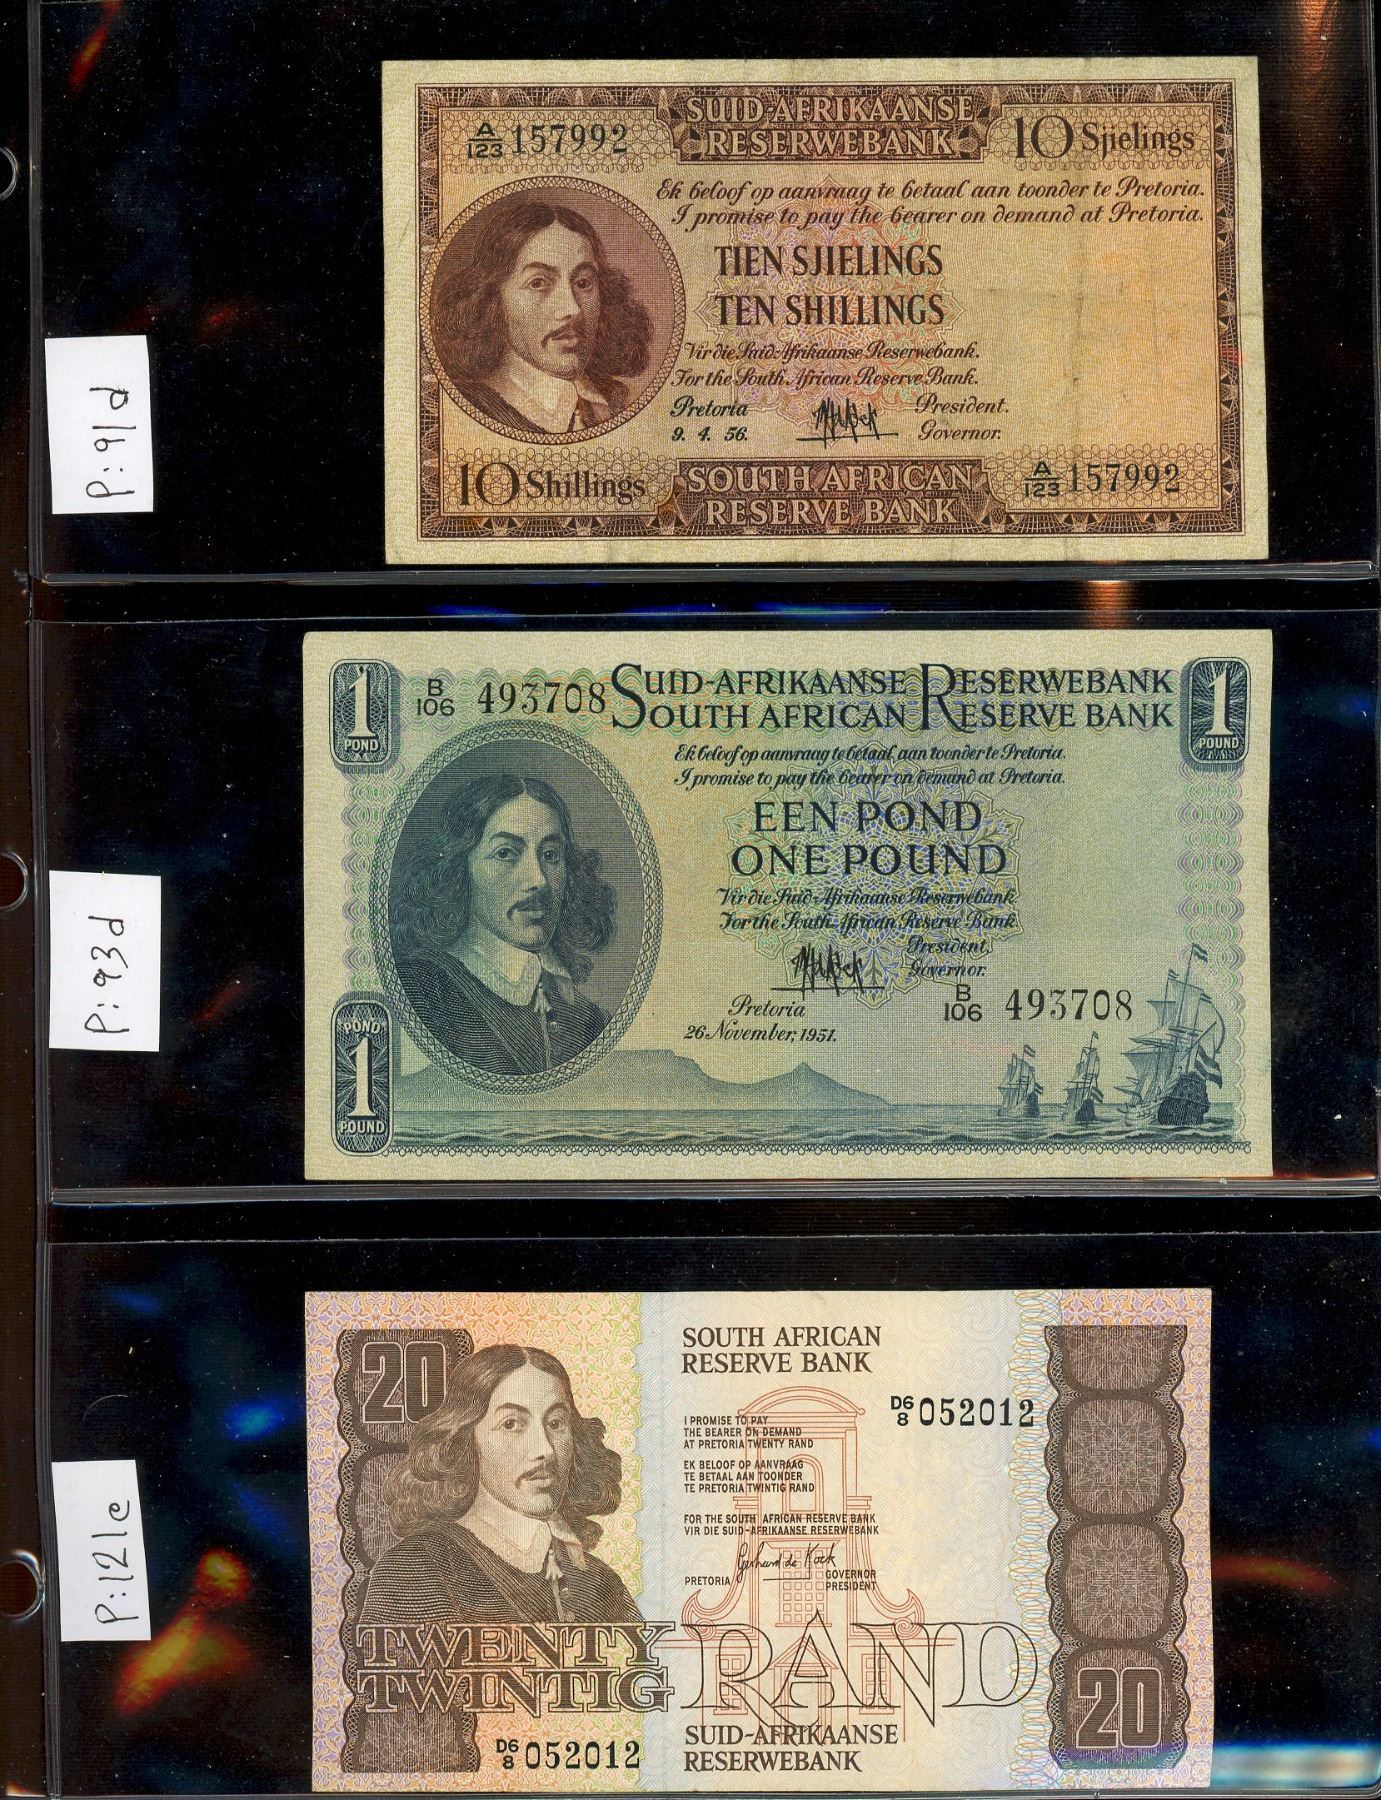 P:91d
A/123 157992
SUID-AFRIKAANSE
RESERWEBANK
10 Sjielings
Ek beloof op aanvraag te betaal aan toonder te Pretoria.
I promise to pay the bearer on demand at Pretoria.
TIEN SJIELINGS
TEN SHILLINGS
Vir die Suid-Afrikaanse Reserwebank.
For the South African Reserve Bank.
Pretoria
9. 4. 56.
President.
Governor.
10 Shillings
SOUTH AFRICAN
RESERVE BANK
A/123 157992
P:93d
1
POND
B/106 493708
SUID-AFRIKAANSE RESERWEBANK
SOUTH AFRICAN RESERVE BANK
1
POUND
Ek beloof op aanvraag te betaal aan toonder te Pretoria.
I promise to pay the bearer on demand at Pretoria.
EEN POND
ONE POUND
Vir die Suid-Afrikaanse Reserwebank
For the South African Reserve Bank
President.
Governor.
Pretoria
26 November, 1951.
B/106 493708
POND
1
POUND
P:121c
20
SOUTH AFRICAN
RESERVE BANK
D6/8 052012
I PROMISE TO PAY
THE BEARER ON DEMAND
AT PRETORIA TWENTY RAND
EK BELOOF OP AANVRAAG
TE BETAAL AAN TOONDER
TE PRETORIA TWINTIG RAND
FOR THE SOUTH AFRICAN RESERVE BANK
VIR DIE SUID-AFRIKAANSE RESERWEBANK
Gerhard de Kock
PRETORIA
GOVERNOR
PRESIDENT
TWENTY
TWINTIG
RAND
SUID-AFRIKAANSE
RESERWEBANK
D6/8 052012
20